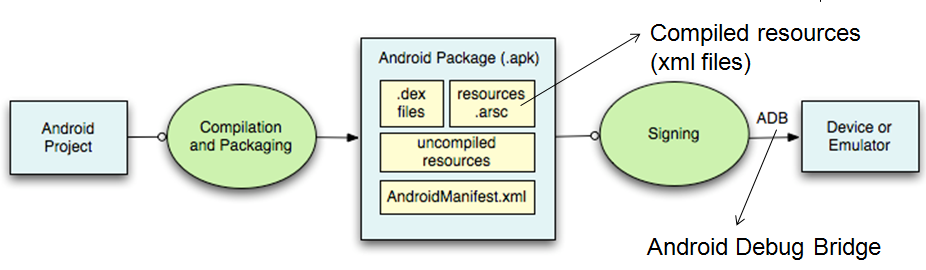 Android
Project
Compilation
and Packaging
Android Package (.apk)
.dex
files
resources
.arsc
uncompiled
resources
AndroidManifest.xml
Compiled resources
(xml files)
Signing
ADB
Device or
Emulator
Android Debug Bridge